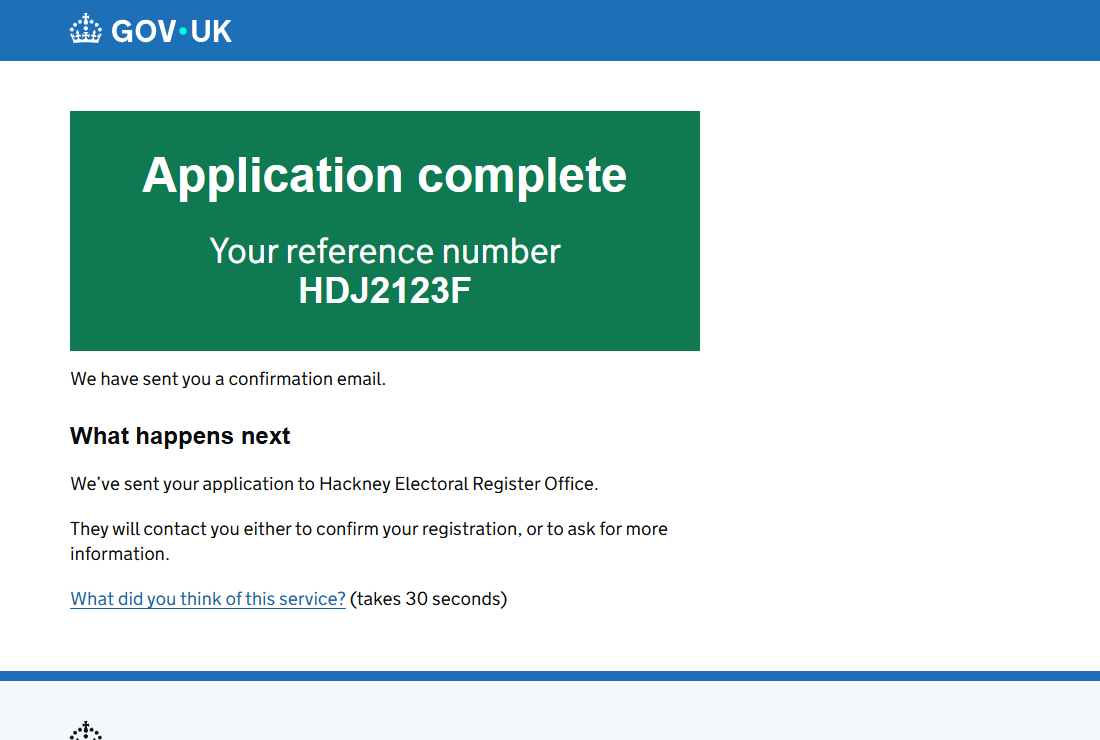 GOV•UK
Application complete
Your reference number
HDJ2123F
We have sent you a confirmation email.
What happens next
We’ve sent your application to Hackney Electoral Register Office.
They will contact you either to confirm your registration, or to ask for more
information.
What did you think of this service? (takes 30 seconds)